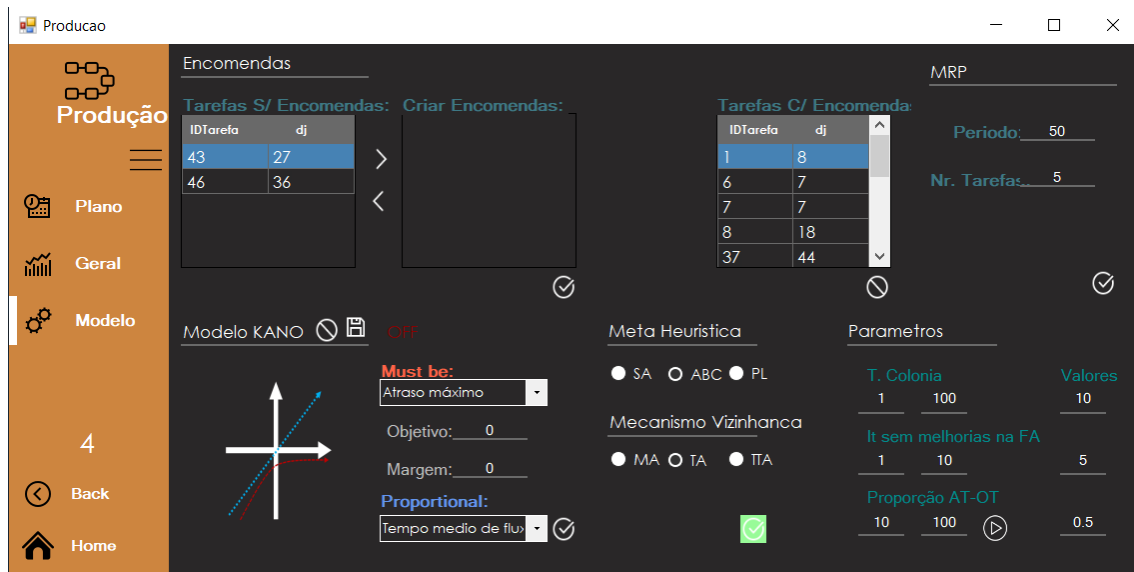 Producao
Produção
Plano
Geral
Modelo
4
Back
Home
Encomendas
Tarefas S/ Encomendas:
IDTarefa dj
43 27
46 36
Criar Encomendas:
Tarefas C/ Encomenda
IDTarefa dj
1 8
6 7
7 7
8 18
37 44
MRP
Periodo: 50
Nr. Tarefas.. 5
Modelo KANO
OFF
Must be:
Atraso máximo
Objetivo: 0
Margem: 0
Proportional:
Tempo medio de flux
Meta Heuristica
SA ABC PL
Mecanismo Vizinhanca
MA TA TTA
Parametros
T. Colonia Valores
1 100 10
It sem melhorias na FA
1 10 5
Proporção AT-OT
10 100 0.5